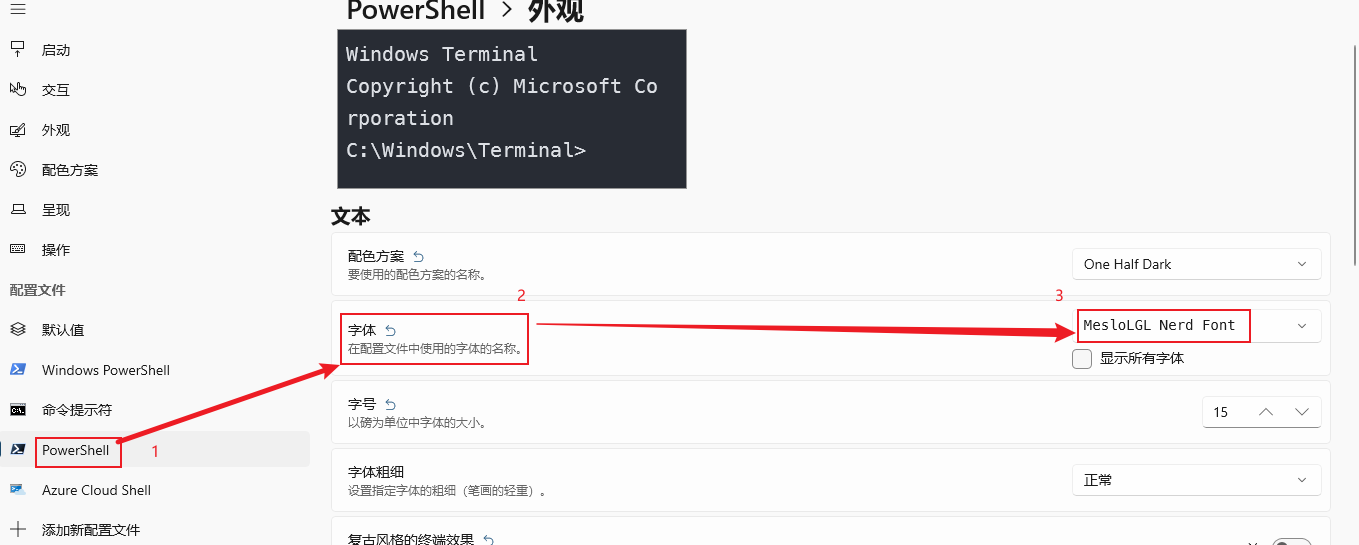 PowerShell > 外观
启动
交互
外观
配色方案
呈现
操作
配置文件
默认值
Windows PowerShell
命令提示符
PowerShell
1
Azure Cloud Shell
添加新配置文件
Windows Terminal
Copyright (c) Microsoft Co
rporation
C:\Windows\Terminal>
文本
配色方案
要使用的配色方案的名称。
One Half Dark
2
3
字体
在配置文件中使用的字体的名称。
MesloLGL Nerd Font
显示所有字体
字号
以磅为单位中字体的大小。
15
字体粗细
设置指定字体的粗细（笔画的轻重）。
正常
复古风格的终端效果